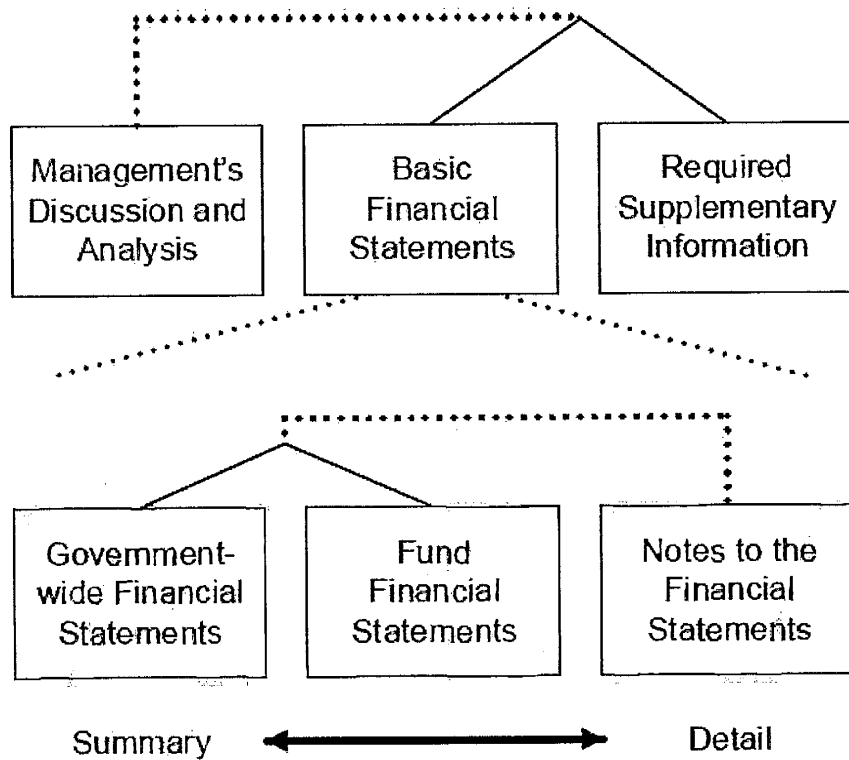 Management's
Discussion and
Analysis
Basic
Financial
Statements
Required
Supplementary
Information
Government-
wide Financial
Statements
Fund
Financial
Statements
Notes to the
Financial
Statements
Summary
Detail